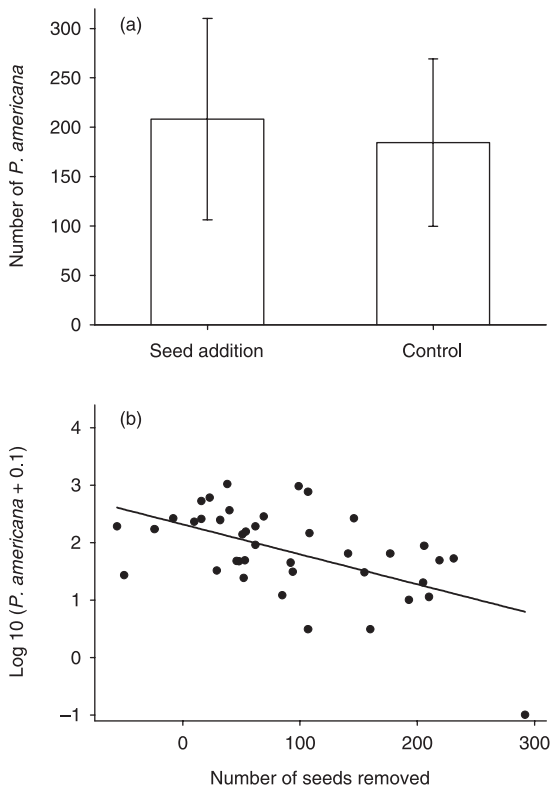 (a)
Number of P. americana
300
250
200
150
100
50
0
Seed addition Control
(b)
Log 10 (P. americana + 0.1)
4
3
2
1
0
–1
0 100 200 300
Number of seeds removed